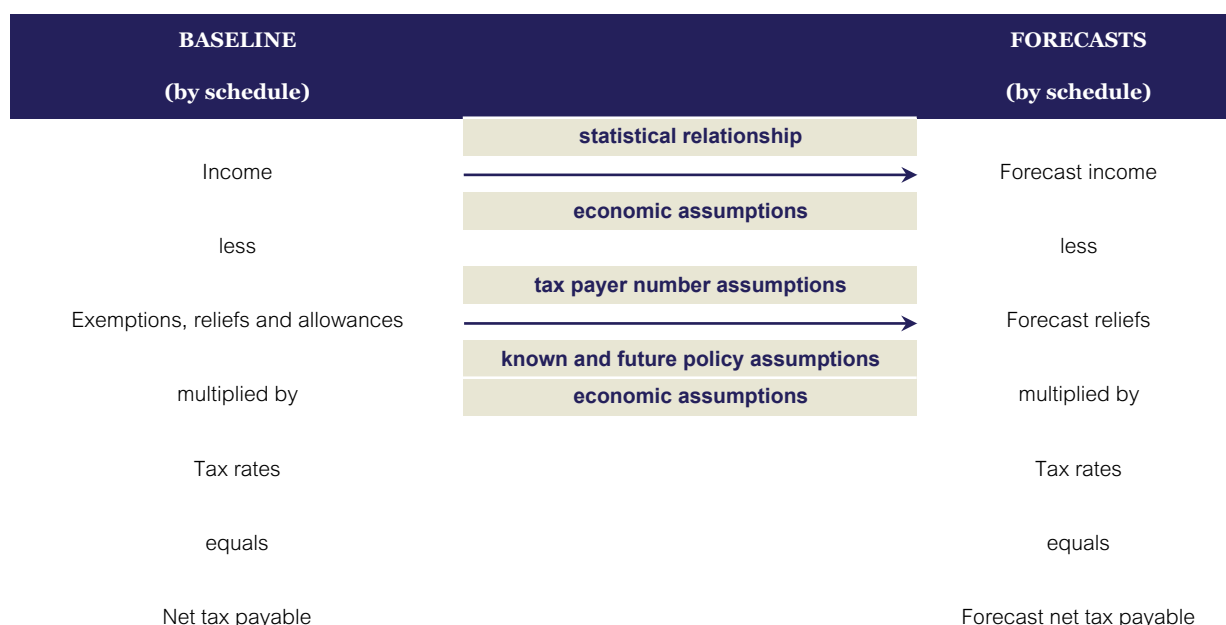 BASELINE
FORECASTS
(by schedule)
(by schedule)
statistical relationship
Income
Forecast income
economic assumptions
less
less
tax payer number assumptions
Exemptions, reliefs and allowances
Forecast reliefs
known and future policy assumptions
multiplied by
economic assumptions
multiplied by
Tax rates
Tax rates
equals
equals
Net tax payable
Forecast net tax payable